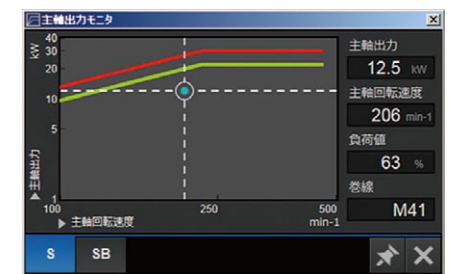 主軸出力モニタ
kW
40
30
20
10
5
1
▶主軸出力
100
250
500
▶ 主軸回転速度
min-1
主軸出力
12.5 kW
主軸回転速度
206 min-1
負荷値
63 %
巻線
M41
S
SB